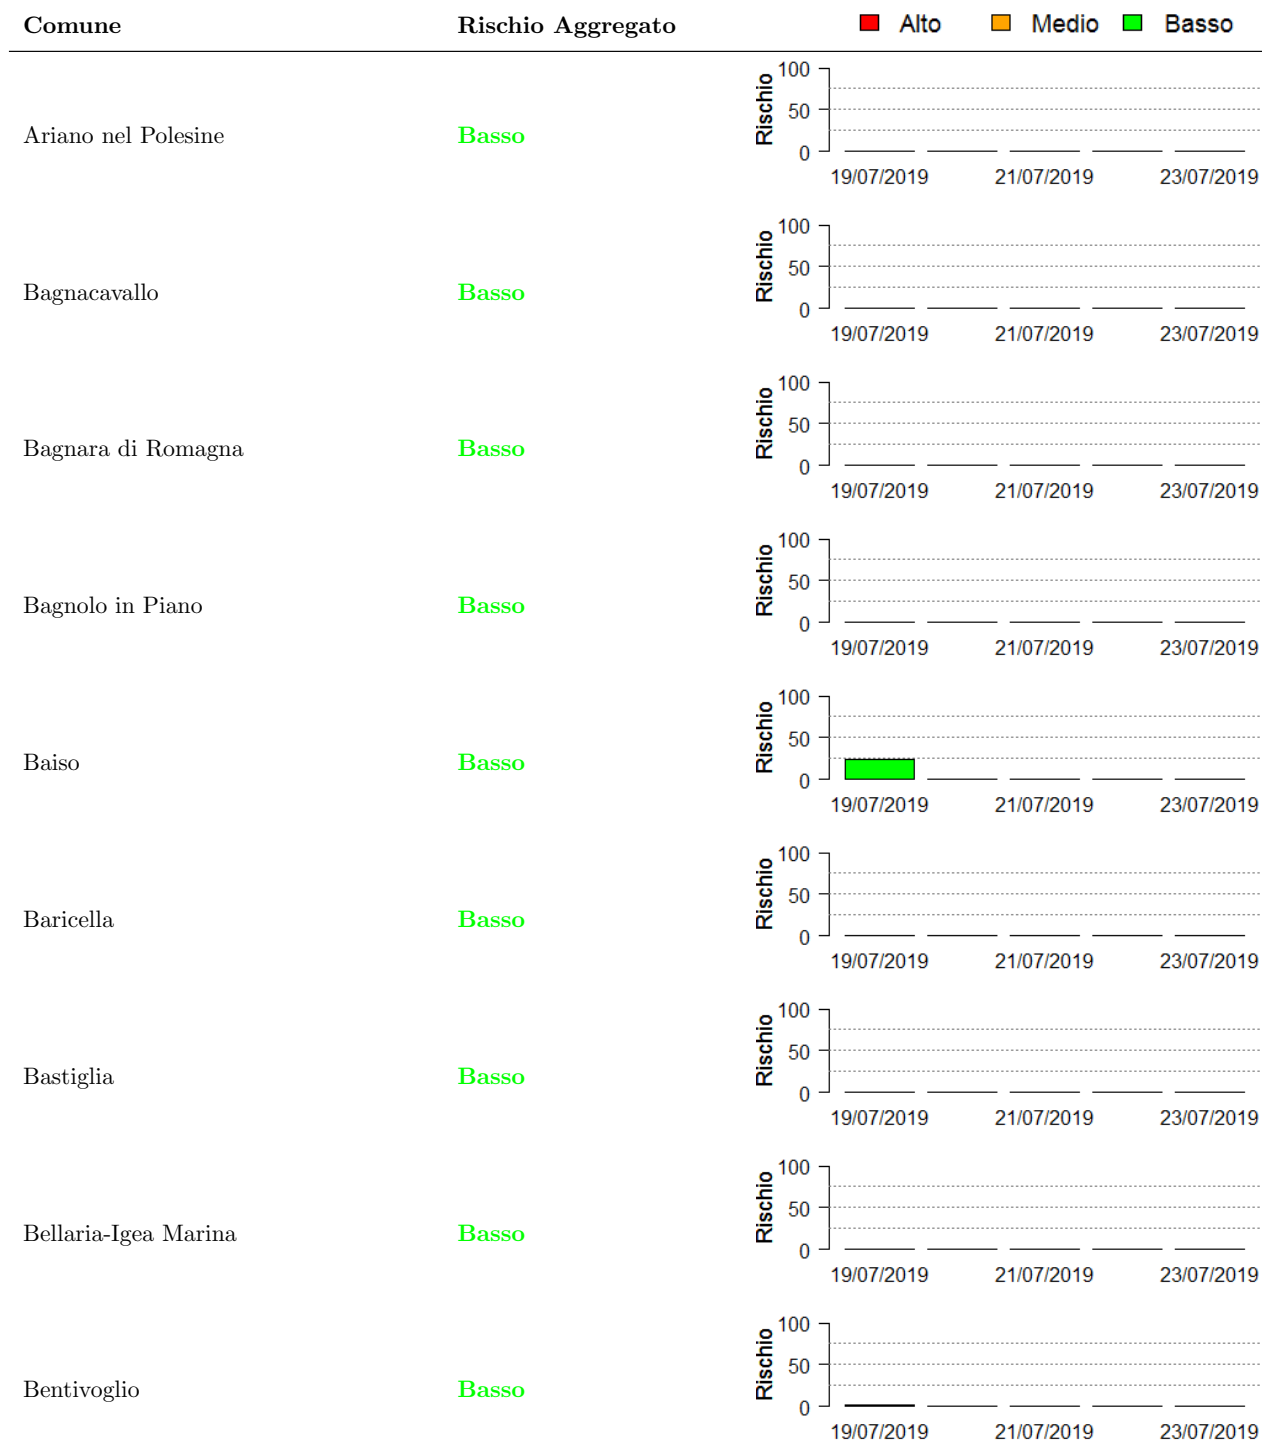 Comune Rischio Aggregato Alto Medio Basso
100
Rischio
50
Ariano nel Polesine Basso
0
19/07/2019 21/07/2019 23/07/2019
100
Rischio
50
Bagnacavallo Basso
0
19/07/2019 21/07/2019 23/07/2019
100
Rischio
50
Bagnara di Romagna Basso
0
19/07/2019 21/07/2019 23/07/2019
100
Rischio
50
Bagnolo in Piano Basso
0
19/07/2019 21/07/2019 23/07/2019
100
Rischio
50
Baiso Basso
0
19/07/2019 21/07/2019 23/07/2019
100
Rischio
50
Baricella Basso
0
19/07/2019 21/07/2019 23/07/2019
100
Rischio
50
Bastiglia Basso
0
19/07/2019 21/07/2019 23/07/2019
100
Rischio
50
Bellaria-Igea Marina Basso
0
19/07/2019 21/07/2019 23/07/2019
100
Rischio
50
Bentivoglio Basso
0
19/07/2019 21/07/2019 23/07/2019